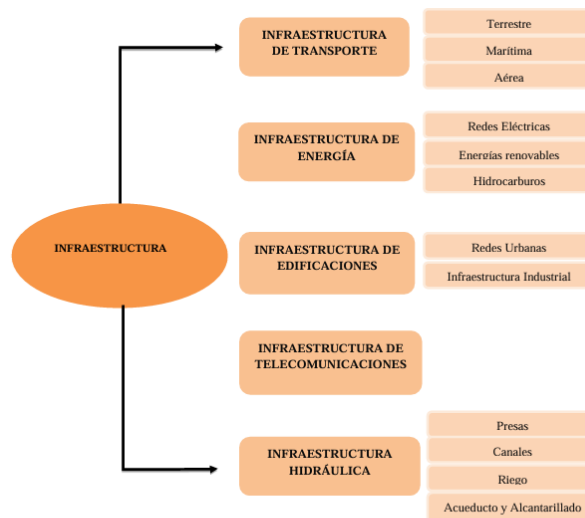 INFRAESTRUCTURA
INFRAESTRUCTURA
DE TRANSPORTE
Terrestre
Marítima
Aérea
INFRAESTRUCTURA DE
ENERGÍA
Redes Eléctricas
Energías renovables
Hidrocarburos
INFRAESTRUCTURA DE
EDIFICACIONES
Redes Urbanas
Infraestructura Industrial
INFRAESTRUCTURA DE
TELECOMUNICACIONES
INFRAESTRUCTURA
HIDRÁULICA
Presas
Canales
Riego
Acueducto y Alcantarillado